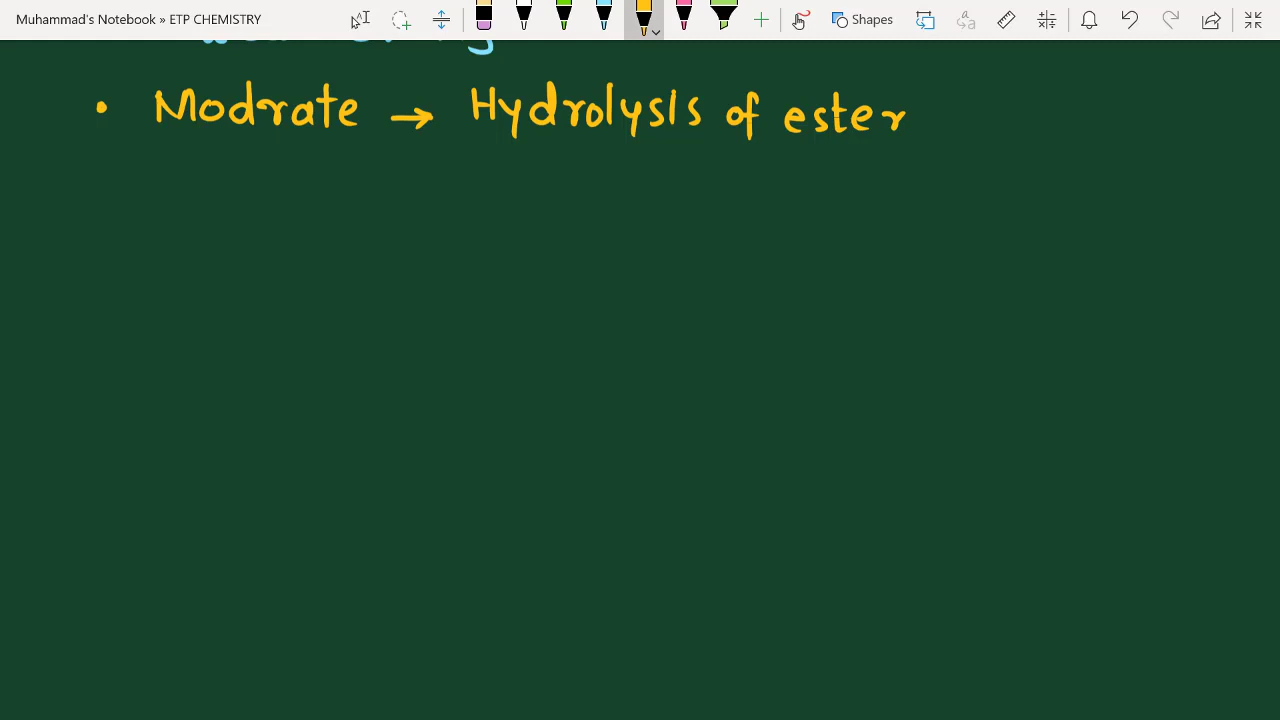 Muhammad's Notebook » ETP CHEMISTRY
Shapes
• Modrate → Hydrolysis of ester